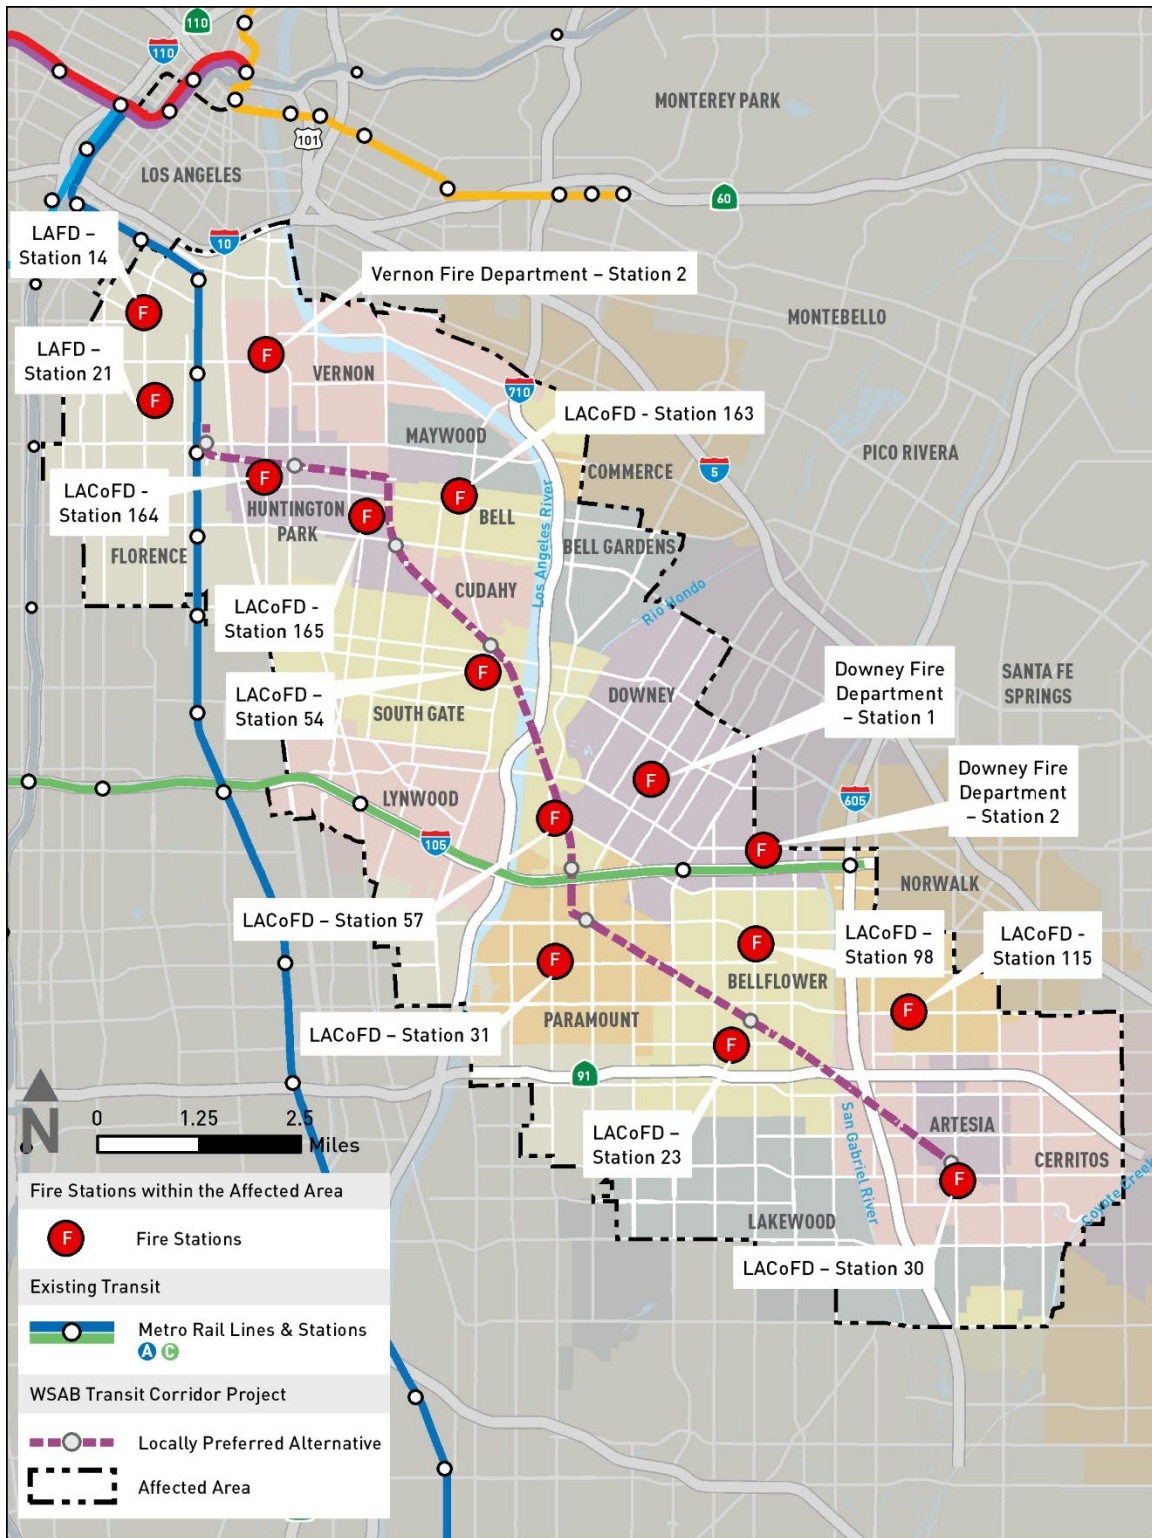 110
110
MONTEREY PARK
101
LOS ANGELES
60
LAFD –
Station 14
10
Vernon Fire Department – Station 2
F
MONTEBELLO
LAFD –
Station 21
F
VERNON
710
F
LACoFD - Station 163
MAYWOOD
PICO RIVERA
COMMERCE
5
LACoFD -
Station 164
F
HUNTINGTON
PARK
F
F
BELL
Los Angeles River
BELL GARDENS
FLORENCE
CUDAHY
Rio Hondo
LACoFD -
Station 165
Downey Fire
Department
– Station 1
SANTA FE
SPRINGS
F
LACoFD –
Station 54
DOWNEY
SOUTH GATE
Downey Fire
Department
– Station 2
F
LYNWOOD
605
F
105
F
NORWALK
LACoFD – Station 57
LACoFD –
Station 98
LACoFD -
Station 115
F
F
BELLFLOWER
F
PARAMOUNT
LACoFD – Station 31
F
91
N
0
1.25
2.5
Miles
San Gabriel River
ARTESIA
LACoFD –
Station 23
CERRITOS
F
Coyote Creek
Fire Stations within the Affected Area
F
Fire Stations
LAKEWOOD
LACoFD – Station 30
Existing Transit
Metro Rail Lines & Stations
A C
WSAB Transit Corridor Project
Locally Preferred Alternative
Affected Area